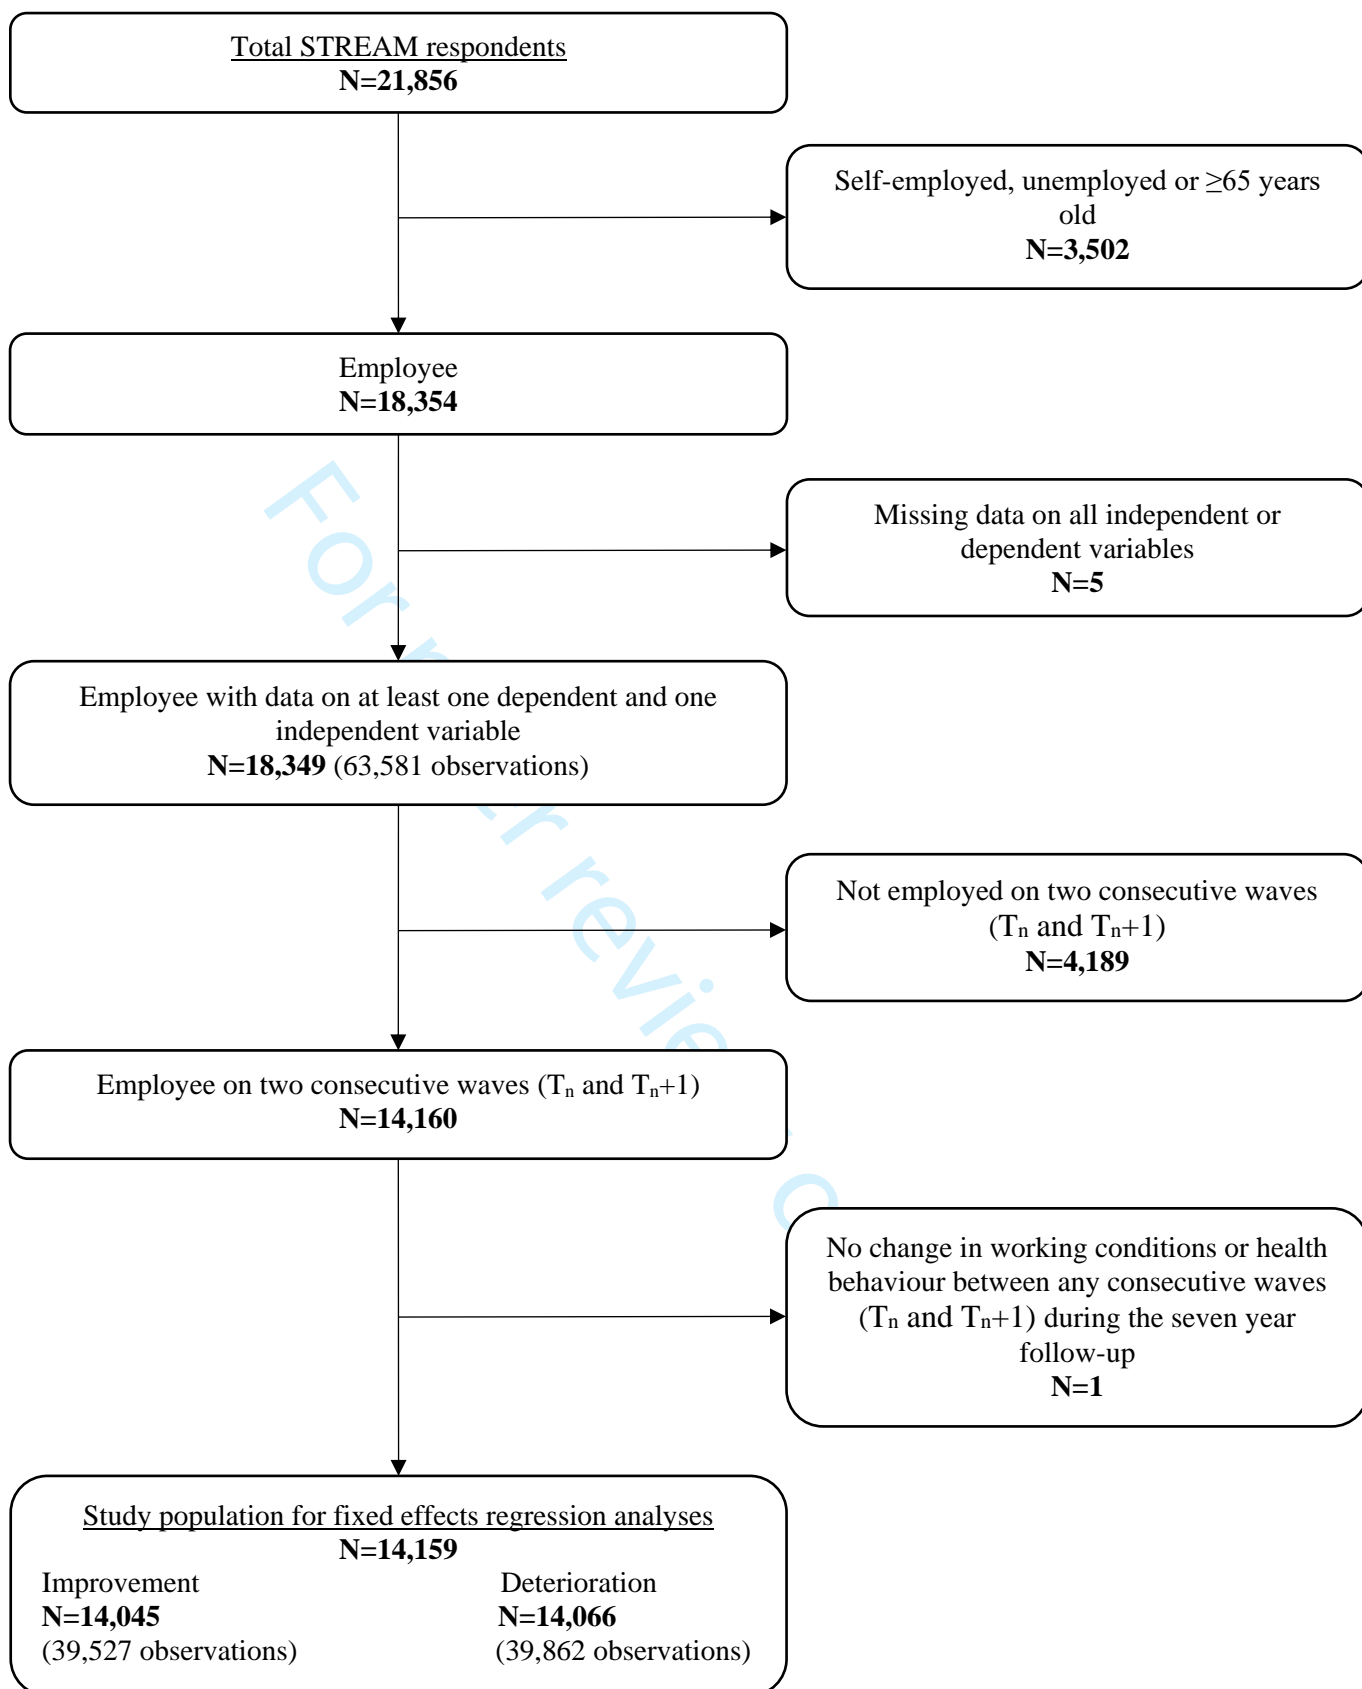 Total STREAM respondents
N=21,856
Self-employed, unemployed or ≥65 years
old
N=3,502
Employee
N=18,354
Missing data on all independent or
dependent variables
N=5
Employee with data on at least one dependent and one
independent variable
N=18,349 (63,581 observations)
Not employed on two consecutive waves
(Tn and Tn+1)
N=4,189
Employee on two consecutive waves (Tn and Tn+1)
N=14,160
No change in working conditions or health
behaviour between any consecutive waves
(Tn and Tn+1) during the seven year
follow-up
N=1
Study population for fixed effects regression analyses
N=14,159
Improvement
N=14,045
(39,527 observations)
Deterioration
N=14,066
(39,862 observations)
For
review